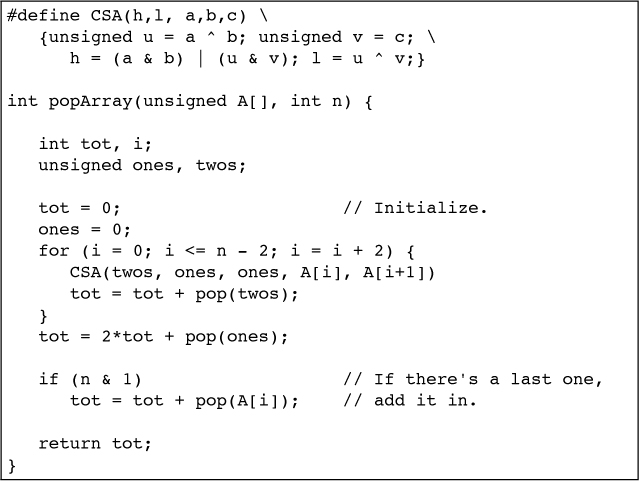 #define CSA(h,l, a,b,c) \
   {unsigned u = a ^ b; unsigned v = c; \
      h = (a & b) | (u & v); l = u ^ v;}
int popArray(unsigned A[], int n) {
   int tot, i;
   unsigned ones, twos;
   tot = 0;                      // Initialize.
   ones = 0;
   for (i = 0; i <= n - 2; i = i + 2) {
      CSA(twos, ones, ones, A[i], A[i+1])
      tot = tot + pop(twos);
   }
   tot = 2*tot + pop(ones);
   if (n & 1)                    // If there's a last one,
      tot = tot + pop(A[i]);    // add it in.
   return tot;
}